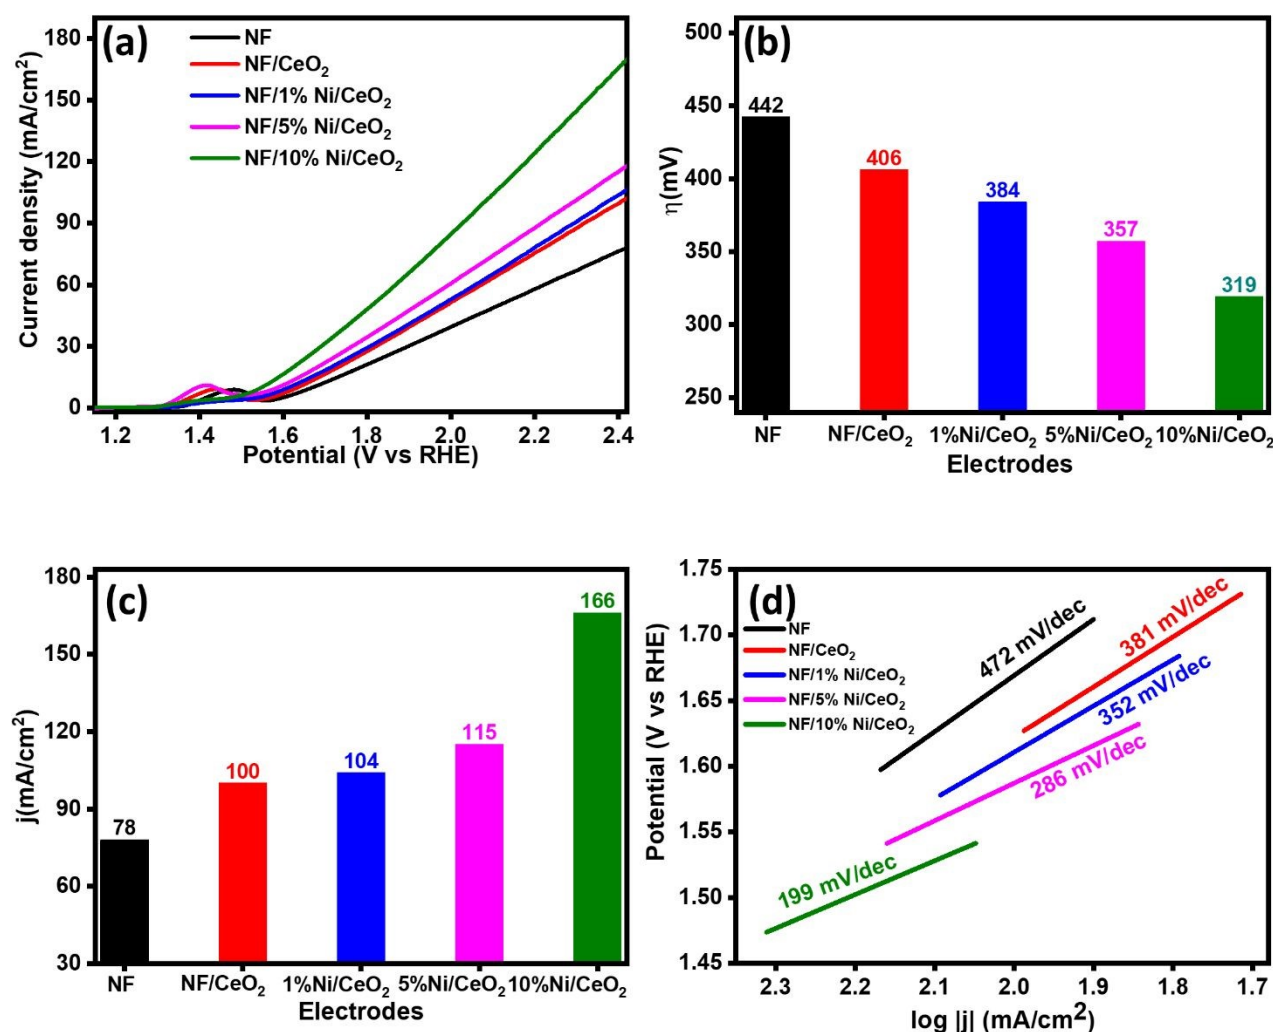 (a)
NF
NF/CeO₂
NF/1% Ni/CeO₂
NF/5% Ni/CeO₂
NF/10% Ni/CeO₂
Current density (mA/cm²)
180
150
120
90
60
30
0
1.2 1.4 1.6 1.8 2.0 2.2 2.4
Potential (V vs RHE)
(b)
η(mV)
500
450
400
350
300
250
442
406
384
357
319
NF NF/CeO₂ 1%Ni/CeO₂ 5%Ni/CeO₂ 10%Ni/CeO₂
Electrodes
(c)
j(mA/cm²)
180
150
120
90
60
30
78
100
104
115
166
NF NF/CeO₂ 1%Ni/CeO₂ 5%Ni/CeO₂ 10%Ni/CeO₂
Electrodes
(d)
NF
NF/CeO₂
NF/1% Ni/CeO₂
NF/5% Ni/CeO₂
NF/10% Ni/CeO₂
Potential (V vs RHE)
1.75
1.70
1.65
1.60
1.55
1.50
1.45
472 mV/dec
381 mV/dec
352 mV/dec
286 mV/dec
199 mV/dec
2.3 2.2 2.1 2.0 1.9 1.8 1.7
log |j| (mA/cm²)